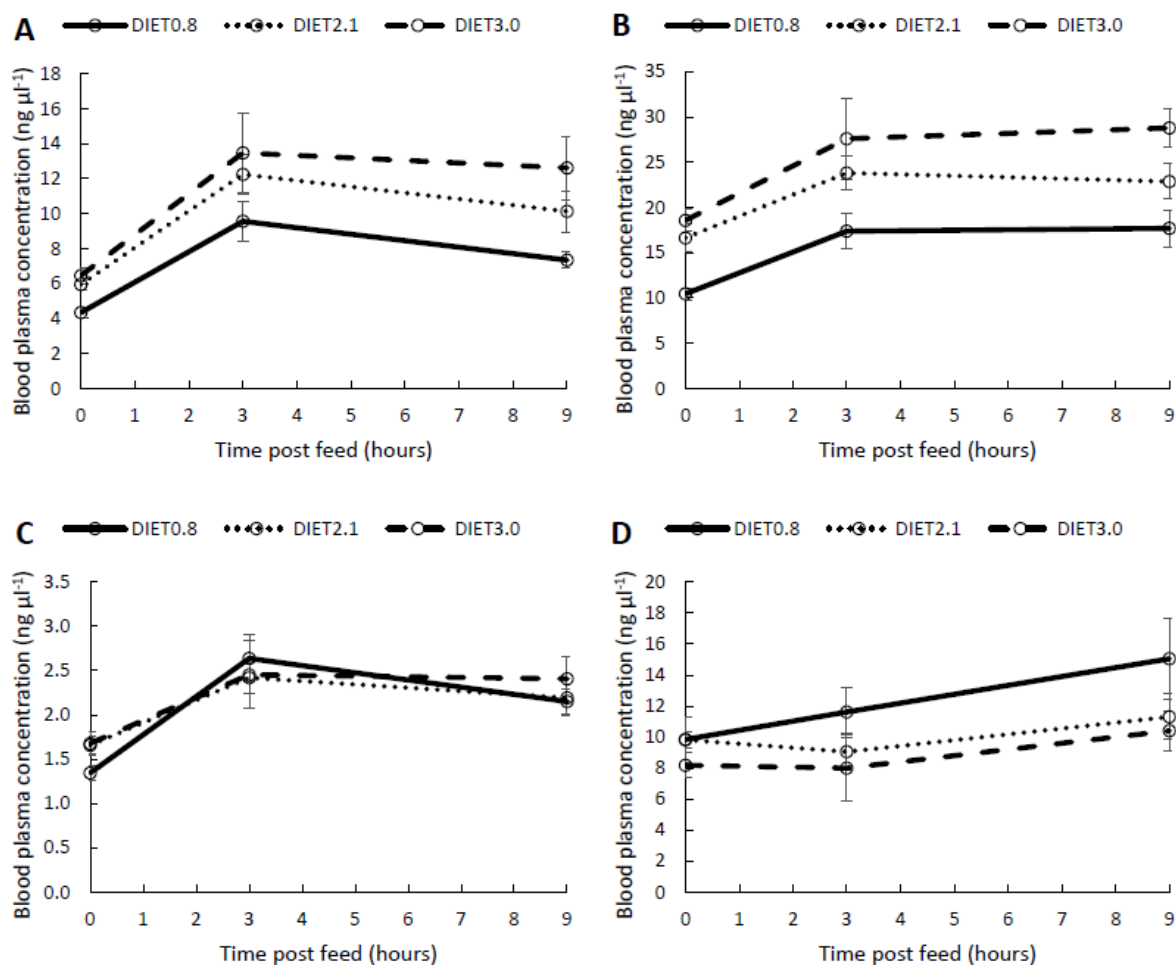 A DIET0.8 DIET2.1 DIET3.0
Blood plasma concentration (ng µl-1)
18
16
14
12
10
8
6
4
2
0
0 1 2 3 4 5 6 7 8 9
Time post feed (hours)
B DIET0.8 DIET2.1 DIET3.0
Blood plasma concentration (ng µl-1)
35
30
25
20
15
10
5
0
0 1 2 3 4 5 6 7 8 9
Time post feed (hours)
C DIET0.8 DIET2.1 DIET3.0
Blood plasma concentration (ng µl-1)
3.5
3.0
2.5
2.0
1.5
1.0
0.5
0.0
0 1 2 3 4 5 6 7 8 9
Time post feed (hours)
D DIET0.8 DIET2.1 DIET3.0
Blood plasma concentration (ng µl-1)
20
18
16
14
12
10
8
6
4
2
0
0 1 2 3 4 5 6 7 8 9
Time post feed (hours)